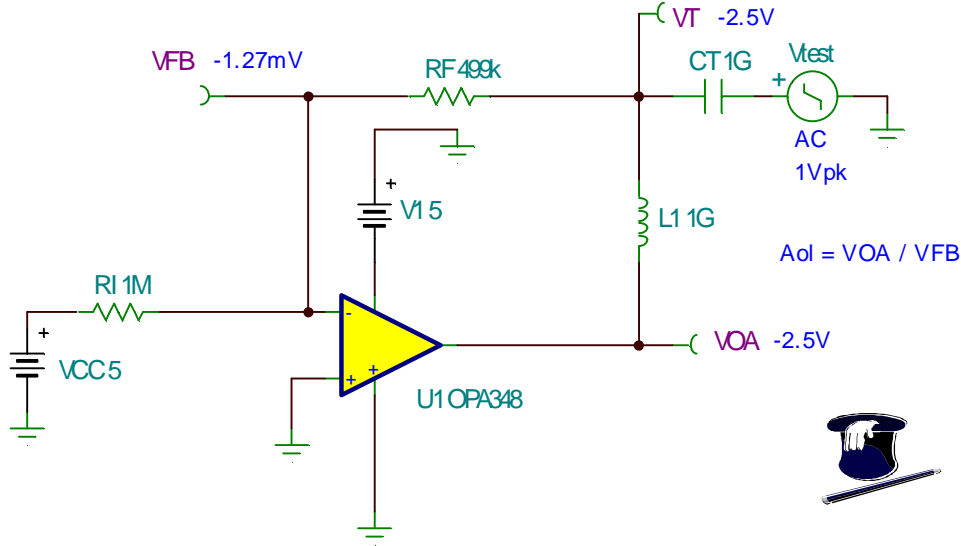 VT -2.5V
VFB -1.27mV
RF 499k
CT 1G
Vtest
+
AC
1Vpk
+
V1 5
L1 1G
Aol = VOA / VFB
RI 1M
+
VCC 5
-
+
+
VOA -2.5V
U1 OPA348